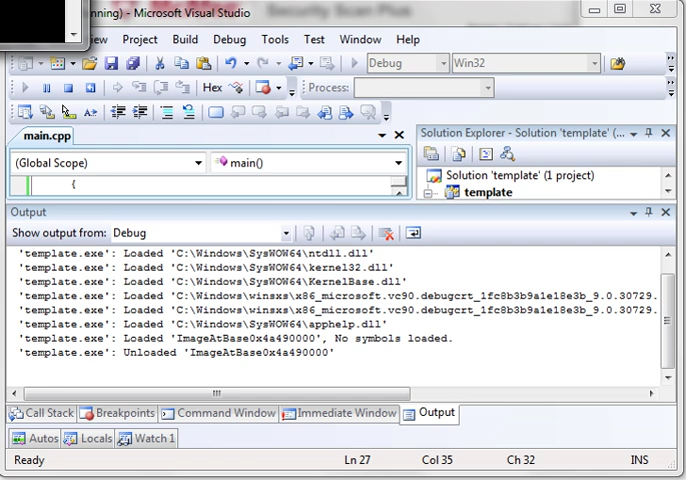 Security Scan Plus
nning) - Microsoft Visual Studio
ew Project Build Debug Tools Test Window Help
Debug Win32
Hex Process:
main.cpp
Solution Explorer - Solution 'template' (...
(Global Scope) main()
{
Solution 'template' (1 project)
template
Output
Show output from: Debug
'template.exe': Loaded 'C:\Windows\SysWOW64\ntdll.dll'
'template.exe': Loaded 'C:\Windows\SysWOW64\kernel32.dll'
'template.exe': Loaded 'C:\Windows\SysWOW64\KernelBase.dll'
'template.exe': Loaded 'C:\Windows\winsxs\x86_microsoft.vc90.debugcrt_1fc8b3b9a1e18e3b_9.0.30729.
'template.exe': Loaded 'C:\Windows\winsxs\x86_microsoft.vc90.debugcrt_1fc8b3b9a1e18e3b_9.0.30729.
'template.exe': Loaded 'C:\Windows\SysWOW64\apphelp.dll'
'template.exe': Loaded 'ImageAtBase0x4a490000', No symbols loaded.
'template.exe': Unloaded 'ImageAtBase0x4a490000'
Call Stack Breakpoints Command Window Immediate Window Output
Autos Locals Watch 1
Ready Ln 27 Col 35 Ch 32 INS